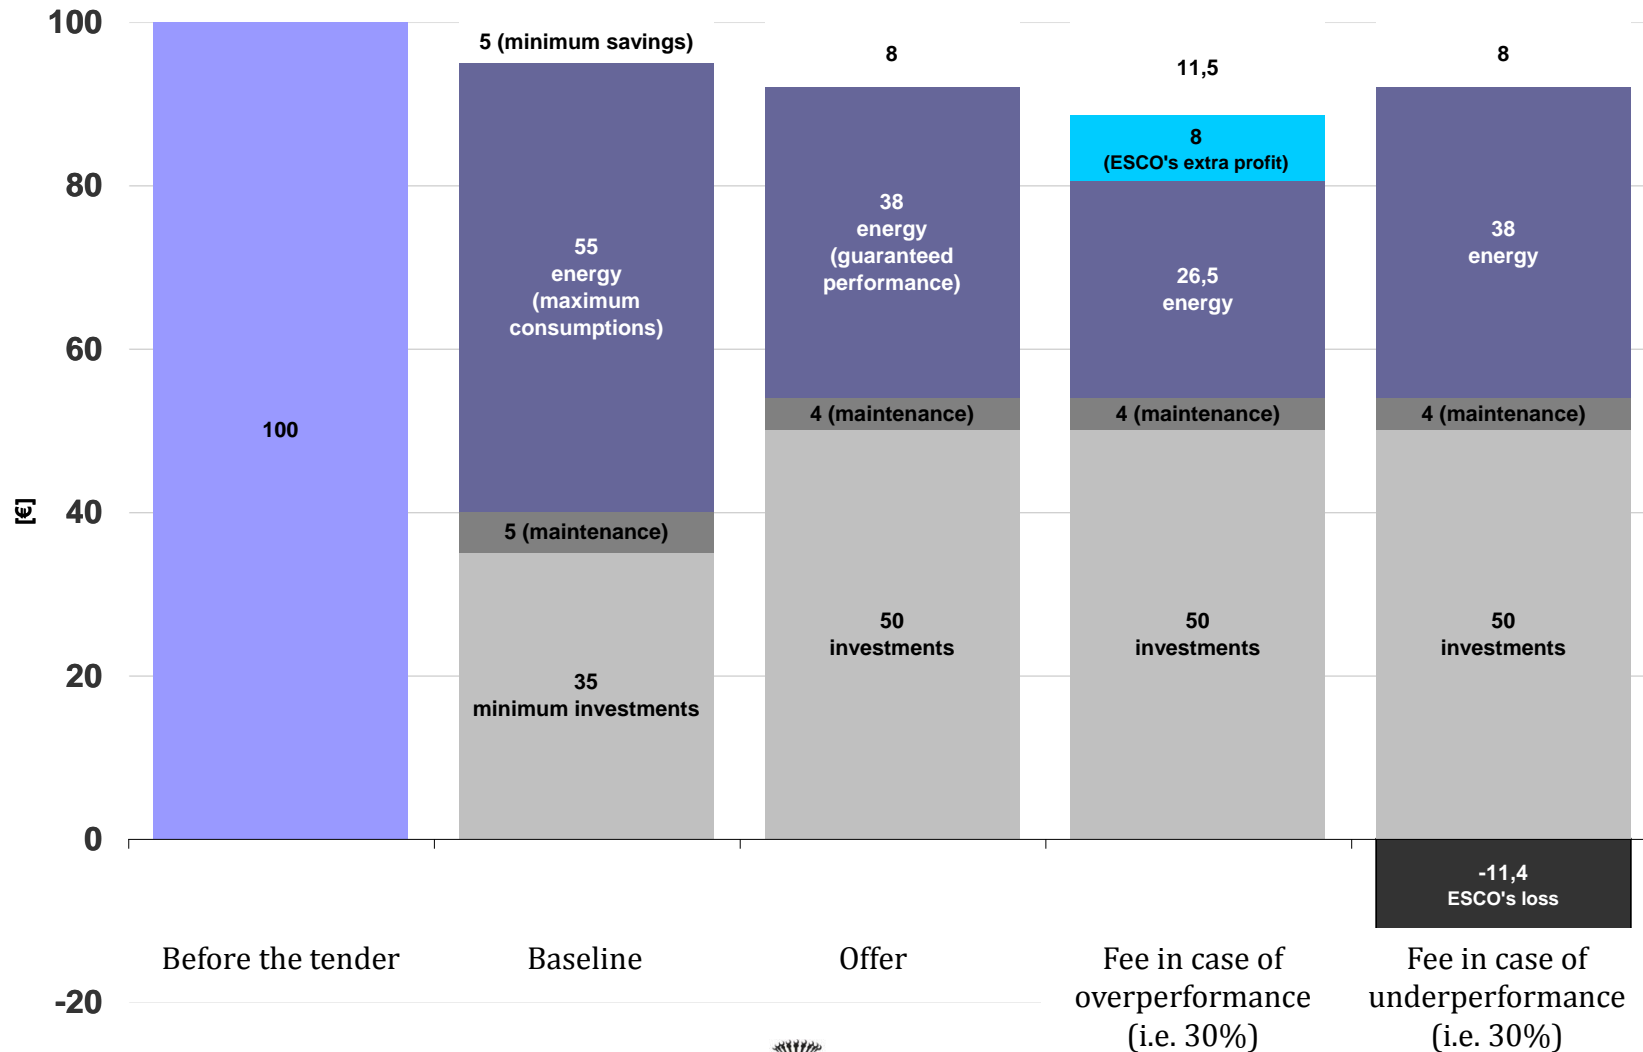 100
80
60
40
20
0
-20
[€]
100
5 (minimum savings)
55
energy
(maximum
consumptions)
5 (maintenance)
35
minimum investments
8
38
energy
(guaranteed
performance)
4 (maintenance)
50
investments
11,5
8
(ESCO's extra profit)
26,5
energy
4 (maintenance)
50
investments
8
38
energy
4 (maintenance)
50
investments
-11,4
ESCO's loss
Before the tender
Baseline
Offer
Fee in case of
overperformance
(i.e. 30%)
Fee in case of
underperformance
(i.e. 30%)